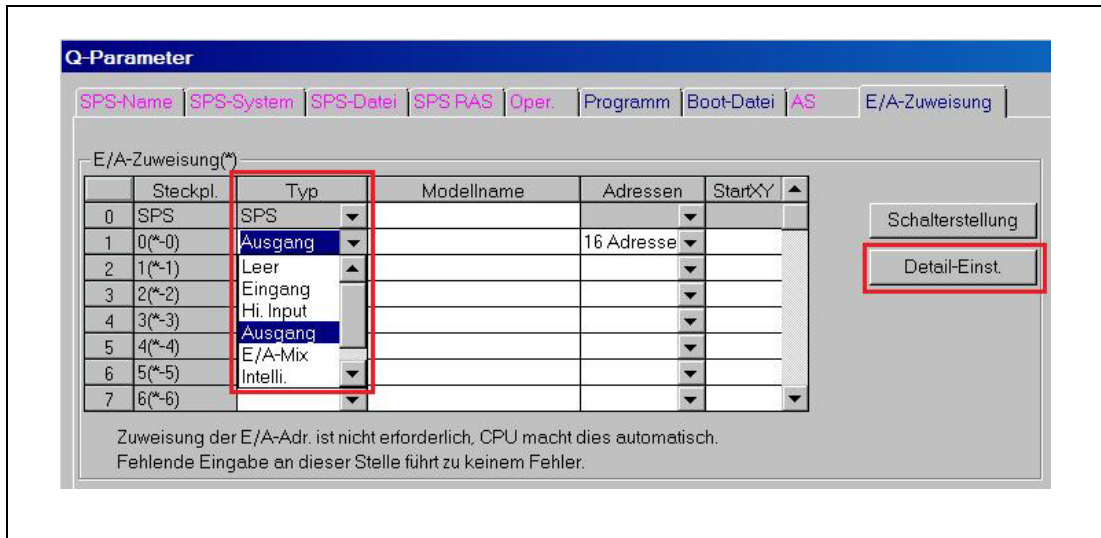 Q-Parameter
SPS-Name SPS-System SPS-Datei SPS RAS Oper. Programm Boot-Datei AS E/A-Zuweisung
E/A-Zuweisung(*)
Steckpl. Typ Modellname Adressen StartXY
0 SPS SPS
1 0(*-0) Ausgang 16 Adresse
2 1(*-1) Leer
3 2(*-2) Eingang
4 3(*-3) Hi. Input
Ausgang
5 4(*-4) E/A-Mix
6 5(*-5) Intelli.
7 6(*-6)
Schalterstellung
Detail-Einst.
Zuweisung der E/A-Adr. ist nicht erforderlich, CPU macht dies automatisch.
Fehlende Eingabe an dieser Stelle führt zu keinem Fehler.